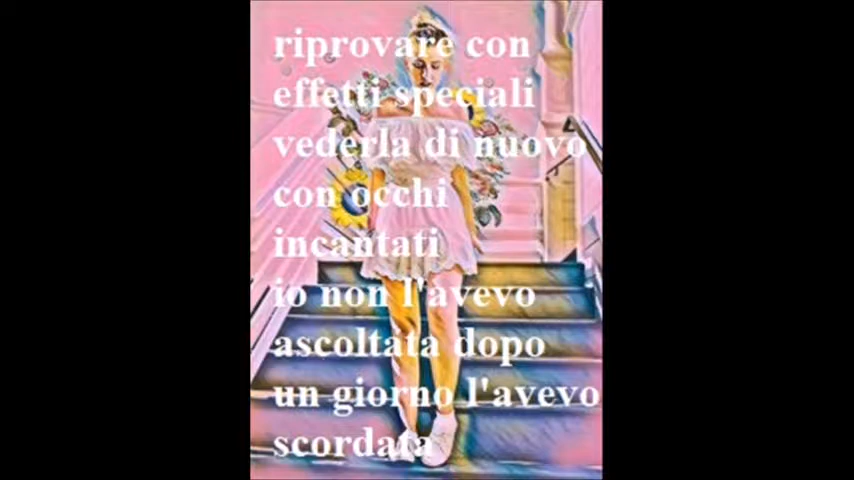 riprovare con
effetti speciali
vederla di nuovo
con occhi
incantati
io non l'avevo
ascoltata dopo
un giorno l'avevo
scordata